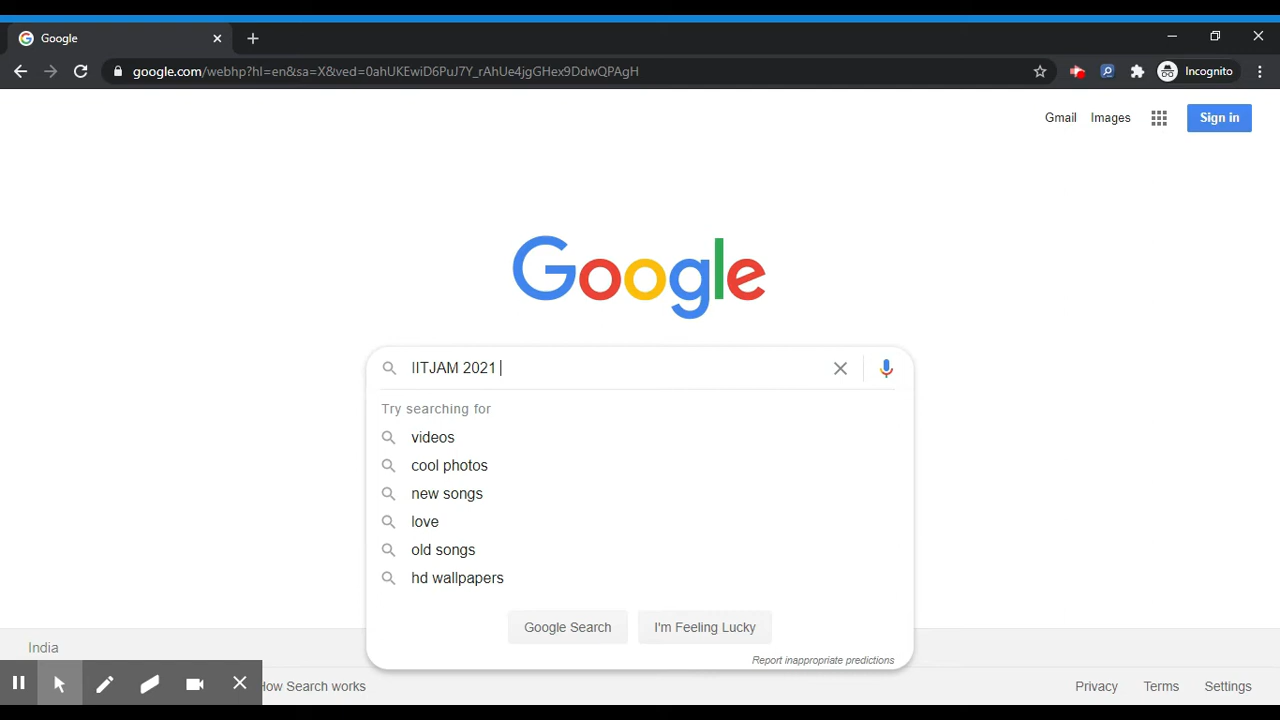 Google
google.com/webhp?hl=en&sa=X&ved=0ahUKEwiD6PuJ7Y_rAhUe4jgGHex9DdwQPAgH
Incognito
Gmail Images Sign in
Google
IITJAM 2021
Try searching for
videos
cool photos
new songs
love
old songs
hd wallpapers
Google Search I'm Feeling Lucky
Report inappropriate predictions
India
How Search works Privacy Terms Settings